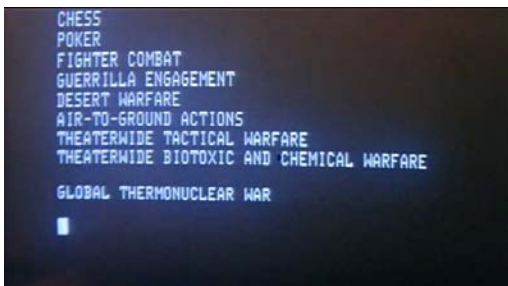 CHESS
POKER
FIGHTER COMBAT
GUERRILLA ENGAGEMENT
DESERT WARFARE
AIR-TO-GROUND ACTIONS
THEATERWIDE TACTICAL WARFARE
THEATERWIDE BIOTOXIC AND CHEMICAL WARFARE
GLOBAL THERMONUCLEAR WAR